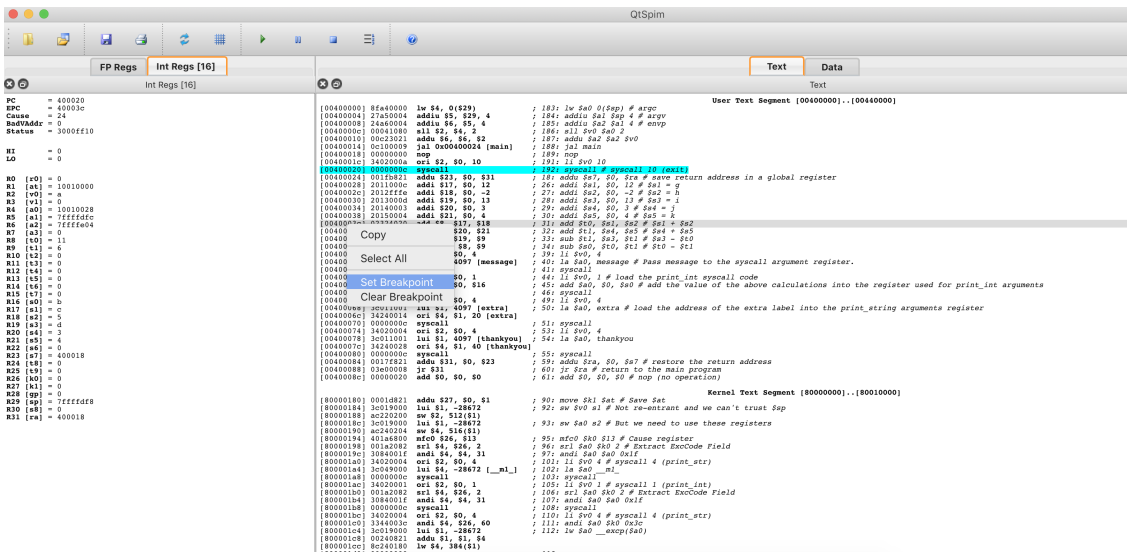 QtSpim
FP Regs
Int Regs [16]
Text
Data
Int Regs [16]
Text
PC = 400020
EPC = 40003c
Cause = 24
BadVAddr = 0
Status = 3000ff10
HI = 0
LO = 0
R0 [r0] = 0
R1 [at] = 10010000
R2 [v0] = a
R3 [v1] = 0
R4 [a0] = 10010028
R5 [a1] = 7ffffdfc
R6 [a2] = 7ffffe04
R7 [a3] = 0
R8 [t0] = 11
R9 [t1] = 6
R10 [t2] = 0
R11 [t3] = 0
R12 [t4] = 0
R13 [t5] = 0
R14 [t6] = 0
R15 [t7] = 0
R16 [s0] = b
R17 [s1] = c
R18 [s2] = 5
R19 [s3] = d
R20 [s4] = 3
R21 [s5] = 4
R22 [s6] = 0
R23 [s7] = 400018
R24 [t8] = 0
R25 [t9] = 0
R26 [k0] = 0
R27 [k1] = 0
R28 [gp] = 0
R29 [sp] = 7ffffdf8
R30 [s8] = 0
R31 [ra] = 400018
User Text Segment [00400000]..[00440000]
[00400000] 8fa40000 lw $4, 0($29) ; 183: lw $a0 0($sp) # argc
[00400004] 27a50004 addiu $5, $29, 4 ; 184: addiu $a1 $sp 4 # argv
[00400008] 24a60004 addiu $6, $5, 4 ; 185: addiu $a2 $a1 4 # envp
[0040000c] 00041080 sll $2, $4, 2 ; 186: sll $v0 $a0 2
[00400010] 00c23021 addu $6, $6, $2 ; 187: addu $a2 $a2 $v0
[00400014] 0c100009 jal 0x00400024 [main] ; 188: jal main
[00400018] 00000000 nop ; 189: nop
[0040001c] 3402000a ori $2, $0, 10 ; 191: li $v0 10
[00400020] 0000000c syscall ; 192: syscall # syscall 10 (exit)
[00400024] 001fb821 addu $23, $0, $31 ; 18: addu $s7, $0, $ra # save return address in a global register
[00400028] 2011000c addi $17, $0, 12 ; 26: addi $s1, $0, 12 # $s1 = g
[0040002c] 2012fffe addi $18, $0, -2 ; 27: addi $s2, $0, -2 # $s2 = h
[00400030] 2013000d addi $19, $0, 13 ; 28: addi $s3, $0, 13 # $s3 = i
[00400034] 20140003 addi $20, $0, 3 ; 29: addi $s4, $0, 3 # $s4 = j
[00400038] 20150004 addi $21, $0, 4 ; 30: addi $s5, $0, 4 # $s5 = k
$17, $18 ; 31: add $t0, $s1, $s2 # $s1 + $s2
[00400 $20, $21 ; 32: add $t1, $s4, $s5 # $s4 + $s5
[00400 $19, $9 ; 33: sub $t1, $s3, $t1 # $s3 - $t0
[00400 $8, $9 ; 34: sub $s0, $t0, $t1 # $t0 - $t1
[00400 $0, 4 ; 39: li $v0, 4
[00400 4097 [message] ; 40: la $a0, message # Pass message to the syscall argument register.
[00400 ; 41: syscall
[00400 $0, 1 ; 44: li $v0, 1 # load the print_int syscall code
[00400 $0, $16 ; 45: add $a0, $0, $s0 # add the value of the above calculations into the register used for print_int arguments
[00400 ; 46: syscall
[00400 $0, 4 ; 49: li $v0, 4
[00400068] 3c011001 lui $1, 4097 [extra] ; 50: la $a0, extra # load the address of the extra label into the print_string arguments register
[0040006c] 34240014 ori $4, $1, 20 [extra]
[00400070] 0000000c syscall ; 51: syscall
[00400074] 34020004 ori $2, $0, 4 ; 53: li $v0, 4
[00400078] 3c011001 lui $1, 4097 [thankyou] ; 54: la $a0, thankyou
[0040007c] 34240028 ori $4, $1, 40 [thankyou]
[00400080] 0000000c syscall ; 55: syscall
[00400084] 0017f821 addu $31, $0, $23 ; 59: addu $ra, $0, $s7 # restore the return address
[00400088] 03e00008 jr $31 ; 60: jr $ra # return to the main program
[0040008c] 00000020 add $0, $0, $0 ; 61: add $0, $0, $0 # nop (no operation)
Copy
Select All
Set Breakpoint
Clear Breakpoint
Kernel Text Segment [80000000]..[80010000]
[80000180] 0001d821 addu $27, $0, $1 ; 90: move $k1 $at # Save $at
[80000184] 3c019000 lui $1, -28672 ; 92: sw $v0 s1 # Not re-entrant and we can't trust $sp
[80000188] ac220200 sw $2, 512($1)
[8000018c] 3c019000 lui $1, -28672 ; 93: sw $a0 s2 # But we need to use these registers
[80000190] ac240204 sw $4, 516($1)
[80000194] 401a6800 mfc0 $26, $13 ; 95: mfc0 $k0 $13 # Cause register
[80000198] 001a2082 srl $4, $26, 2 ; 96: srl $a0 $k0 2 # Extract ExcCode Field
[8000019c] 3084001f andi $4, $4, 31 ; 97: andi $a0 $a0 0x1f
[800001a0] 34020004 ori $2, $0, 4 ; 101: li $v0 4 # syscall 4 (print_str)
[800001a4] 3c049000 lui $4, -28672 [__m1_] ; 102: la $a0 __m1_
[800001a8] 0000000c syscall ; 103: syscall
[800001ac] 34020001 ori $2, $0, 1 ; 105: li $v0 1 # syscall 1 (print_int)
[800001b0] 001a2082 srl $4, $26, 2 ; 106: srl $a0 $k0 2 # Extract ExcCode Field
[800001b4] 3084001f andi $4, $4, 31 ; 107: andi $a0 $a0 0x1f
[800001b8] 0000000c syscall ; 108: syscall
[800001bc] 34020004 ori $2, $0, 4 ; 110: li $v0 4 # syscall 4 (print_str)
[800001c0] 3344003c andi $4, $26, 60 ; 111: andi $a0 $k0 0x3c
[800001c4] 3c019000 lui $1, -28672 ; 112: lw $a0 __excp($a0)
[800001c8] 00240821 addu $1, $1, $4
[800001cc] 8c240180 lw $4, 384($1)